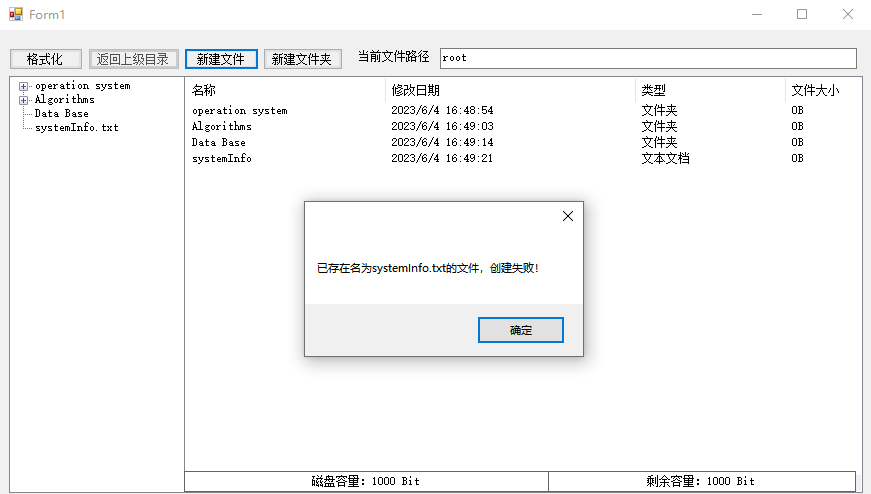 Form1
格式化 返回上级目录 新建文件 新建文件夹 当前文件路径 root
operation system
Algorithms
Data Base
systemInfo.txt
名称 修改日期 类型 文件大小
operation system 2023/6/4 16:48:54 文件夹 0B
Algorithms 2023/6/4 16:49:03 文件夹 0B
Data Base 2023/6/4 16:49:14 文件夹 0B
systemInfo 2023/6/4 16:49:21 文本文档 0B
已存在名为systemInfo.txt的文件，创建失败！
确定
磁盘容量：1000 Bit 剩余容量：1000 Bit